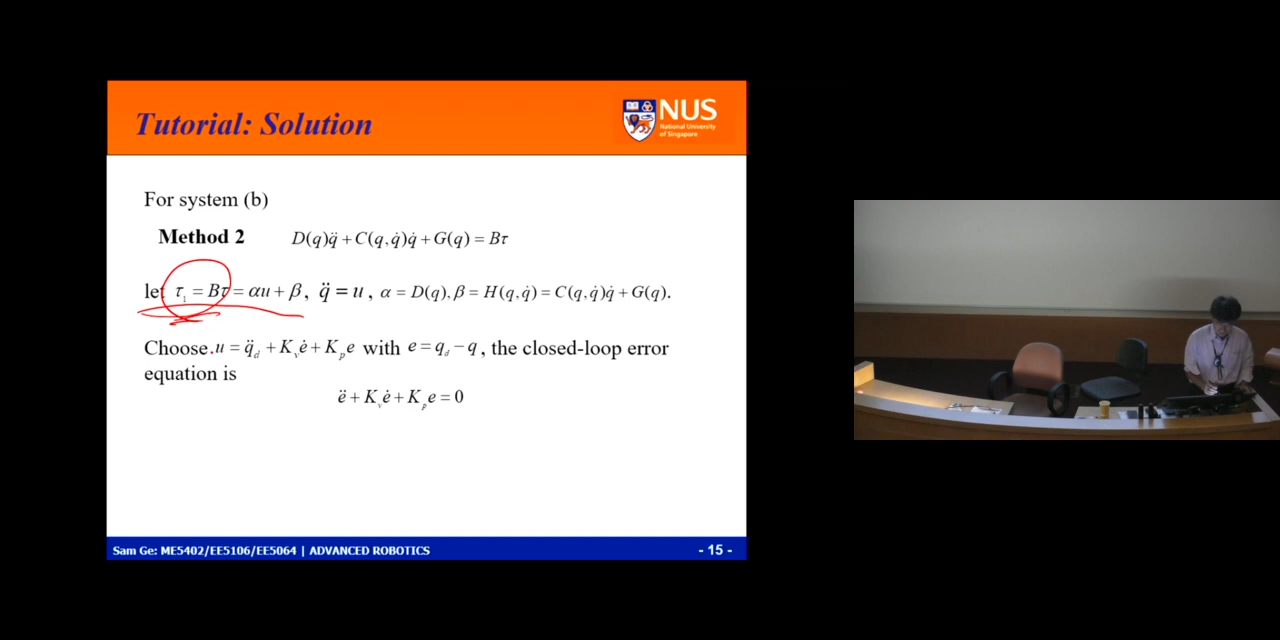 Tutorial: Solution
NUS
National University
of Singapore
For system (b)
Method 2 D(q)q̈ + C(q, q̇)q̇ + G(q) = Bτ
let τ₁ = Bτ = αu + β, q̈ = u, α = D(q), β = H(q, q̇) = C(q, q̇)q̇ + G(q).
Choose u = q̈_d + K_v ė + K_p e with e = q_d − q, the closed-loop error
equation is
ë + K_v ė + K_p e = 0
Sam Ge: ME5402/EE5106/EE5064 | ADVANCED ROBOTICS - 15 -